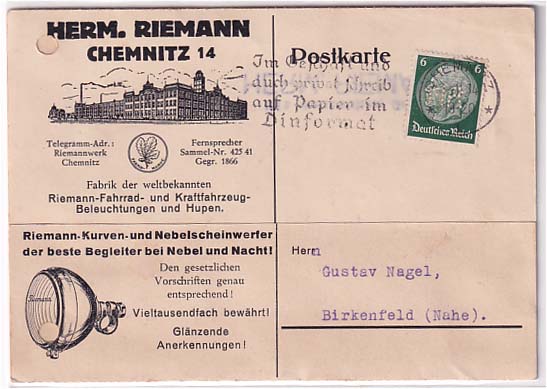 HERM. RIEMANN
CHEMNITZ 14
Telegramm-Adr.:
Riemannwerk
Chemnitz
Fernsprecher
Sammel-Nr. 425 41
Gegr. 1866
Fabrik der weltbekannten
Riemann-Fahrrad- und Kraftfahrzeug-
Beleuchtungen und Hupen.
Riemann-Kurven-und Nebelscheinwerfer
der beste Begleiter bei Nebel und Nacht!
Riemann
Den gesetzlichen
Vorschriften genau
entsprechend!
Vieltausendfach bewährt!
Glänzende
Anerkennungen!
Postkarte
Im Geschäft und
auch privat schreib
auf Papier im
Dinformat
6 6
Deutsches Reich
CHEMNITZ
Herrn
Gustav Nagel,
Birkenfeld (Nahe).